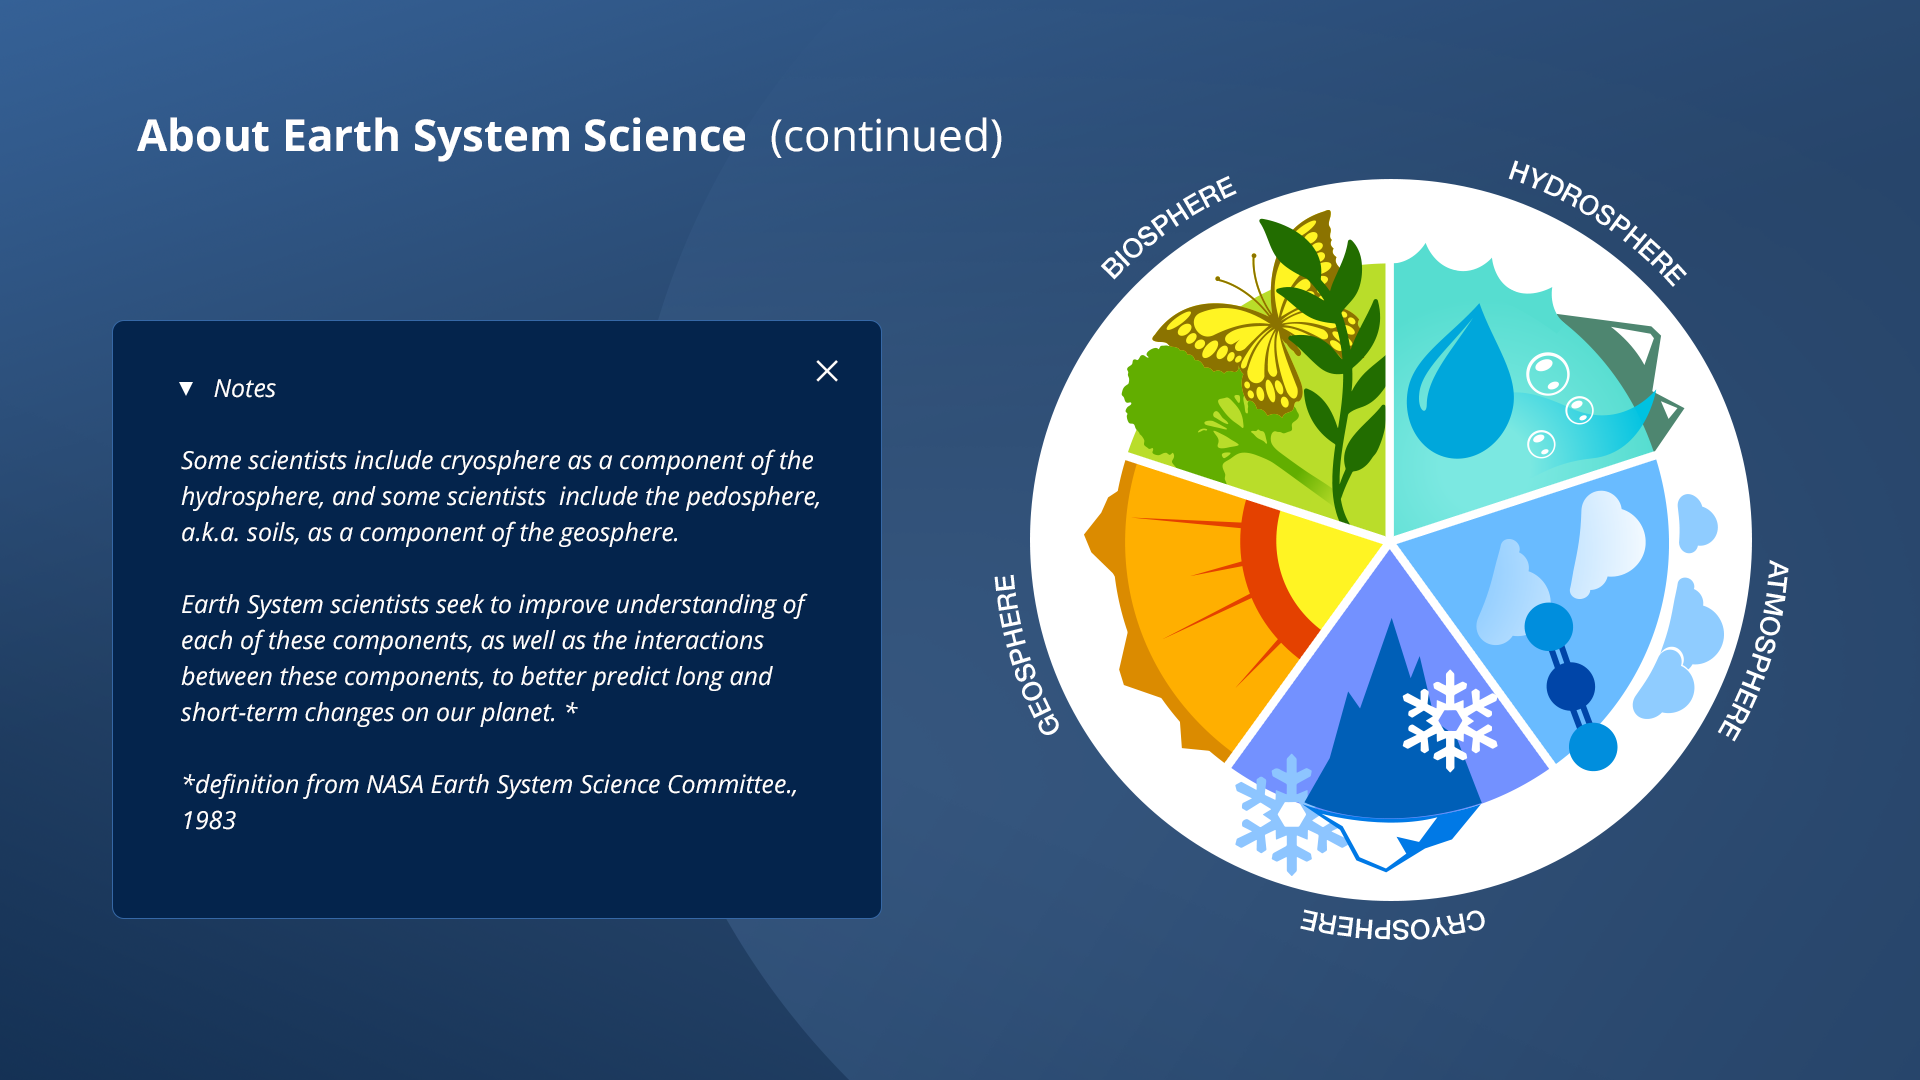 About Earth System Science (continued)
▼ Notes
Some scientists include cryosphere as a component of the
hydrosphere, and some scientists include the pedosphere,
a.k.a. soils, as a component of the geosphere.
Earth System scientists seek to improve understanding of
each of these components, as well as the interactions
between these components, to better predict long and
short-term changes on our planet. *
*definition from NASA Earth System Science Committee.,
1983
BIOSPHERE
HYDROSPHERE
ATMOSPHERE
CRYOSPHERE
GEOSPHERE